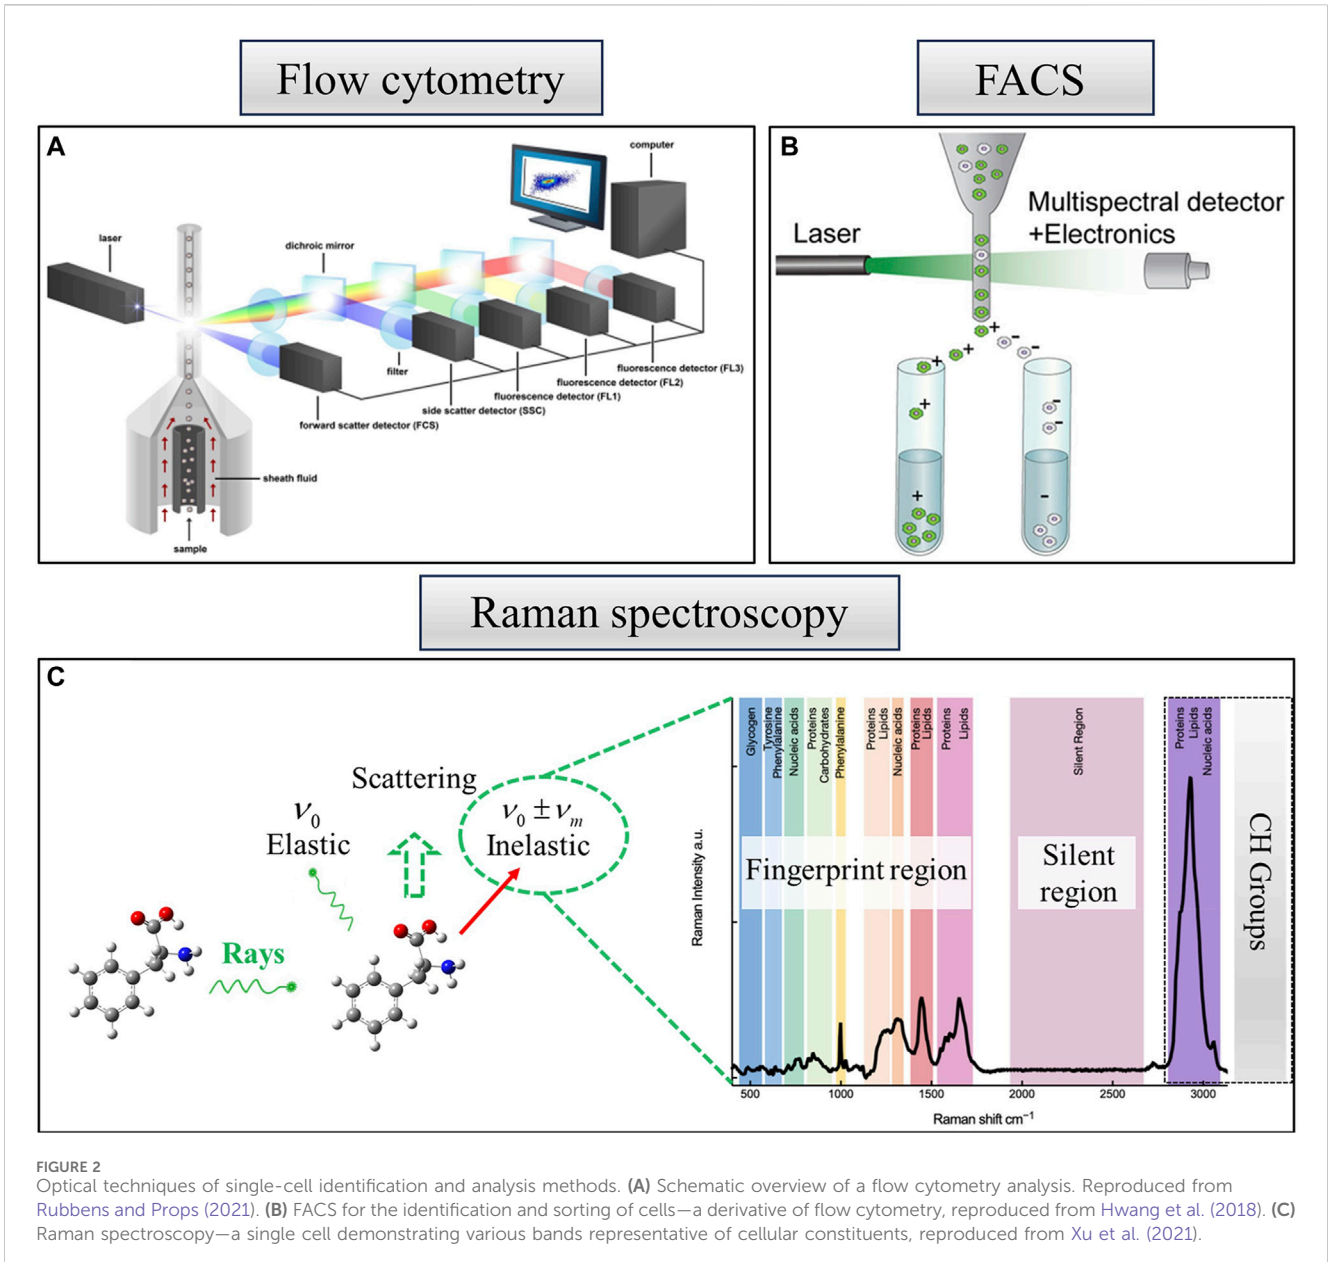 Flow cytometry
FACS
A
computer
laser
dichroic mirror
filter
fluorescence detector (FL3)
fluorescence detector (FL2)
fluorescence detector (FL1)
side scatter detector (SSC)
forward scatter detector (FCS)
sheath fluid
sample
B
Laser
Multispectral detector
+Electronics
+
-
+
-
+
+
-
-
+
-
Raman spectroscopy
C
Scattering
ν0
Elastic
ν0 ± νm
Inelastic
Rays
Raman Intensity a.u.
Glycogen
Tyrosine
Phenylalanine
Nucleic acids
Proteins
Carbohydrates
Phenylalanine
Proteins
Lipids
Nucleic acids
Proteins
Lipids
Proteins
Lipids
Silent Region
Proteins
Lipids
Nucleic acids
Fingerprint region
Silent
region
CH Groups
500 1000 1500 2000 2500 3000
Raman shift cm⁻¹
FIGURE 2
Optical techniques of single-cell identification and analysis methods. (A) Schematic overview of a flow cytometry analysis. Reproduced from
Rubbens and Props (2021). (B) FACS for the identification and sorting of cells—a derivative of flow cytometry, reproduced from Hwang et al. (2018). (C)
Raman spectroscopy—a single cell demonstrating various bands representative of cellular constituents, reproduced from Xu et al. (2021).